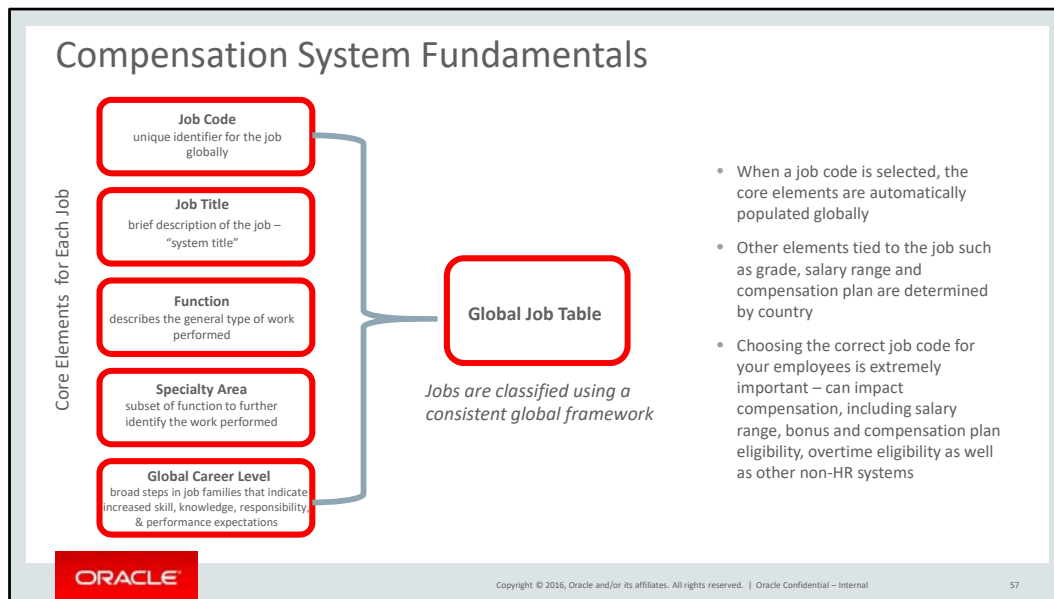 Compensation System Fundamentals
Core Elements for Each Job
Job Code
unique identifier for the job
globally
Job Title
brief description of the job –
“system title”
Function
describes the general type of work
performed
Specialty Area
subset of function to further
identify the work performed
Global Career Level
broad steps in job families that indicate
increased skill, knowledge, responsibility,
& performance expectations
Global Job Table
Jobs are classified using a
consistent global framework
• When a job code is selected, the
core elements are automatically
populated globally
• Other elements tied to the job such
as grade, salary range and
compensation plan are determined
by country
• Choosing the correct job code for
your employees is extremely
important – can impact
compensation, including salary
range, bonus and compensation plan
eligibility, overtime eligibility as well
as other non-HR systems
ORACLE®
Copyright © 2016, Oracle and/or its affiliates. All rights reserved. | Oracle Confidential – Internal
57